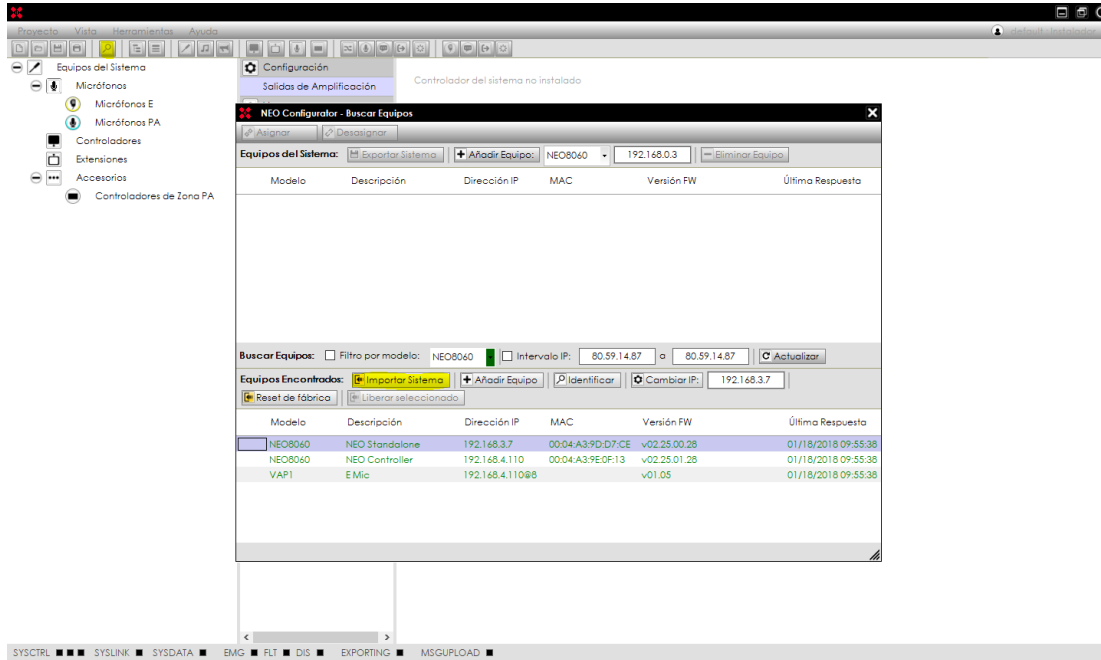 Proyecto Vista Herramientas Ayuda default: Instalador
Equipos del Sistema
Micrófonos
Micrófonos E
Micrófonos PA
Controladores
Extensiones
Accesorios
Controladores de Zona PA
Configuración
Salidas de Amplificación
Controlador del sistema no instalado
NEO Configurator - Buscar Equipos
Asignar Desasignar
Equipos del Sistema: Exportar Sistema Añadir Equipo: NEO8060 192.168.0.3 Eliminar Equipo
Modelo Descripción Dirección IP MAC Versión FW Última Respuesta
Buscar Equipos: Filtro por modelo: NEO8060 Intervalo IP: 80.59.14.87 a 80.59.14.87 Actualizar
Equipos Encontrados: Importar Sistema Añadir Equipo Identificar Cambiar IP: 192.168.3.7
Reset de fábrica Liberar seleccionado
Modelo Descripción Dirección IP MAC Versión FW Última Respuesta
NEO8060 NEO Standalone 192.168.3.7 00:04:A3:9D:D7:CE v02.25.00.28 01/18/2018 09:55:38
NEO8060 NEO Controller 192.168.4.110 00:04:A3:9E:0F:13 v02.25.01.28 01/18/2018 09:55:38
VAP1 E Mic 192.168.4.110@8 v01.05 01/18/2018 09:55:38
SYSCTRL SYSLINK SYSDATA EMG FLT DIS EXPORTING MSGUPLOAD